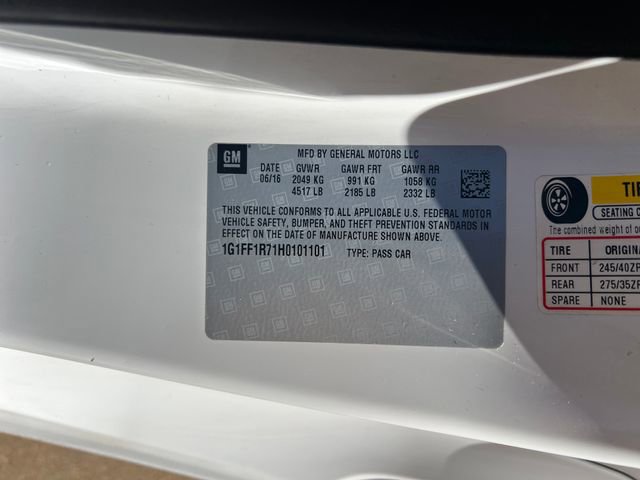 GM
MFD BY GENERAL MOTORS LLC
DATE GVWR GAWR FRT GAWR RR
06/16 2049 KG 991 KG 1058 KG
4517 LB 2185 LB 2332 LB
THIS VEHICLE CONFORMS TO ALL APPLICABLE U.S. FEDERAL MOTOR
VEHICLE SAFETY, BUMPER, AND THEFT PREVENTION STANDARDS IN
EFFECT ON THE DATE OF MANUFACTURE SHOWN ABOVE.
1G1FF1R71H0101101 TYPE: PASS CAR
TI
SEATING C
The combined weight of
TIRE ORIGINA
FRONT 245/40ZR
REAR 275/35ZR
SPARE NONE